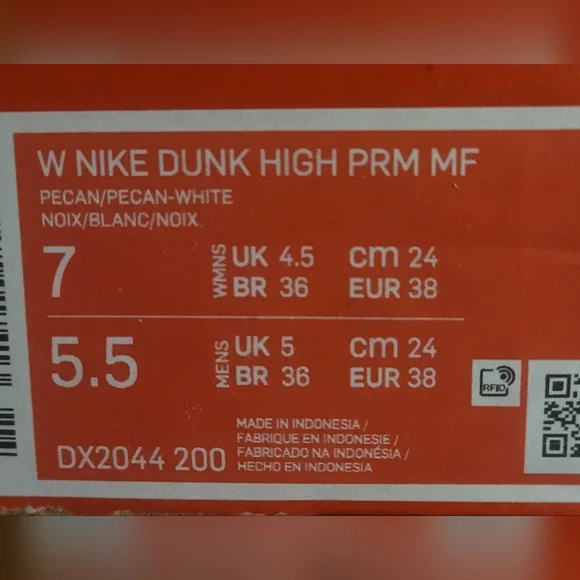 W NIKE DUNK HIGH PRM MF
PECAN/PECAN-WHITE
NOIX/BLANC/NOIX
7 WMNS UK 4.5 cm 24
BR 36 EUR 38
5.5 MENS UK 5 cm 24
BR 36 EUR 38
RFID
DX2044 200
MADE IN INDONESIA /
FABRIQUE EN INDONESIE /
FABRICADO NA INDONÉSIA /
HECHO EN INDONESIA